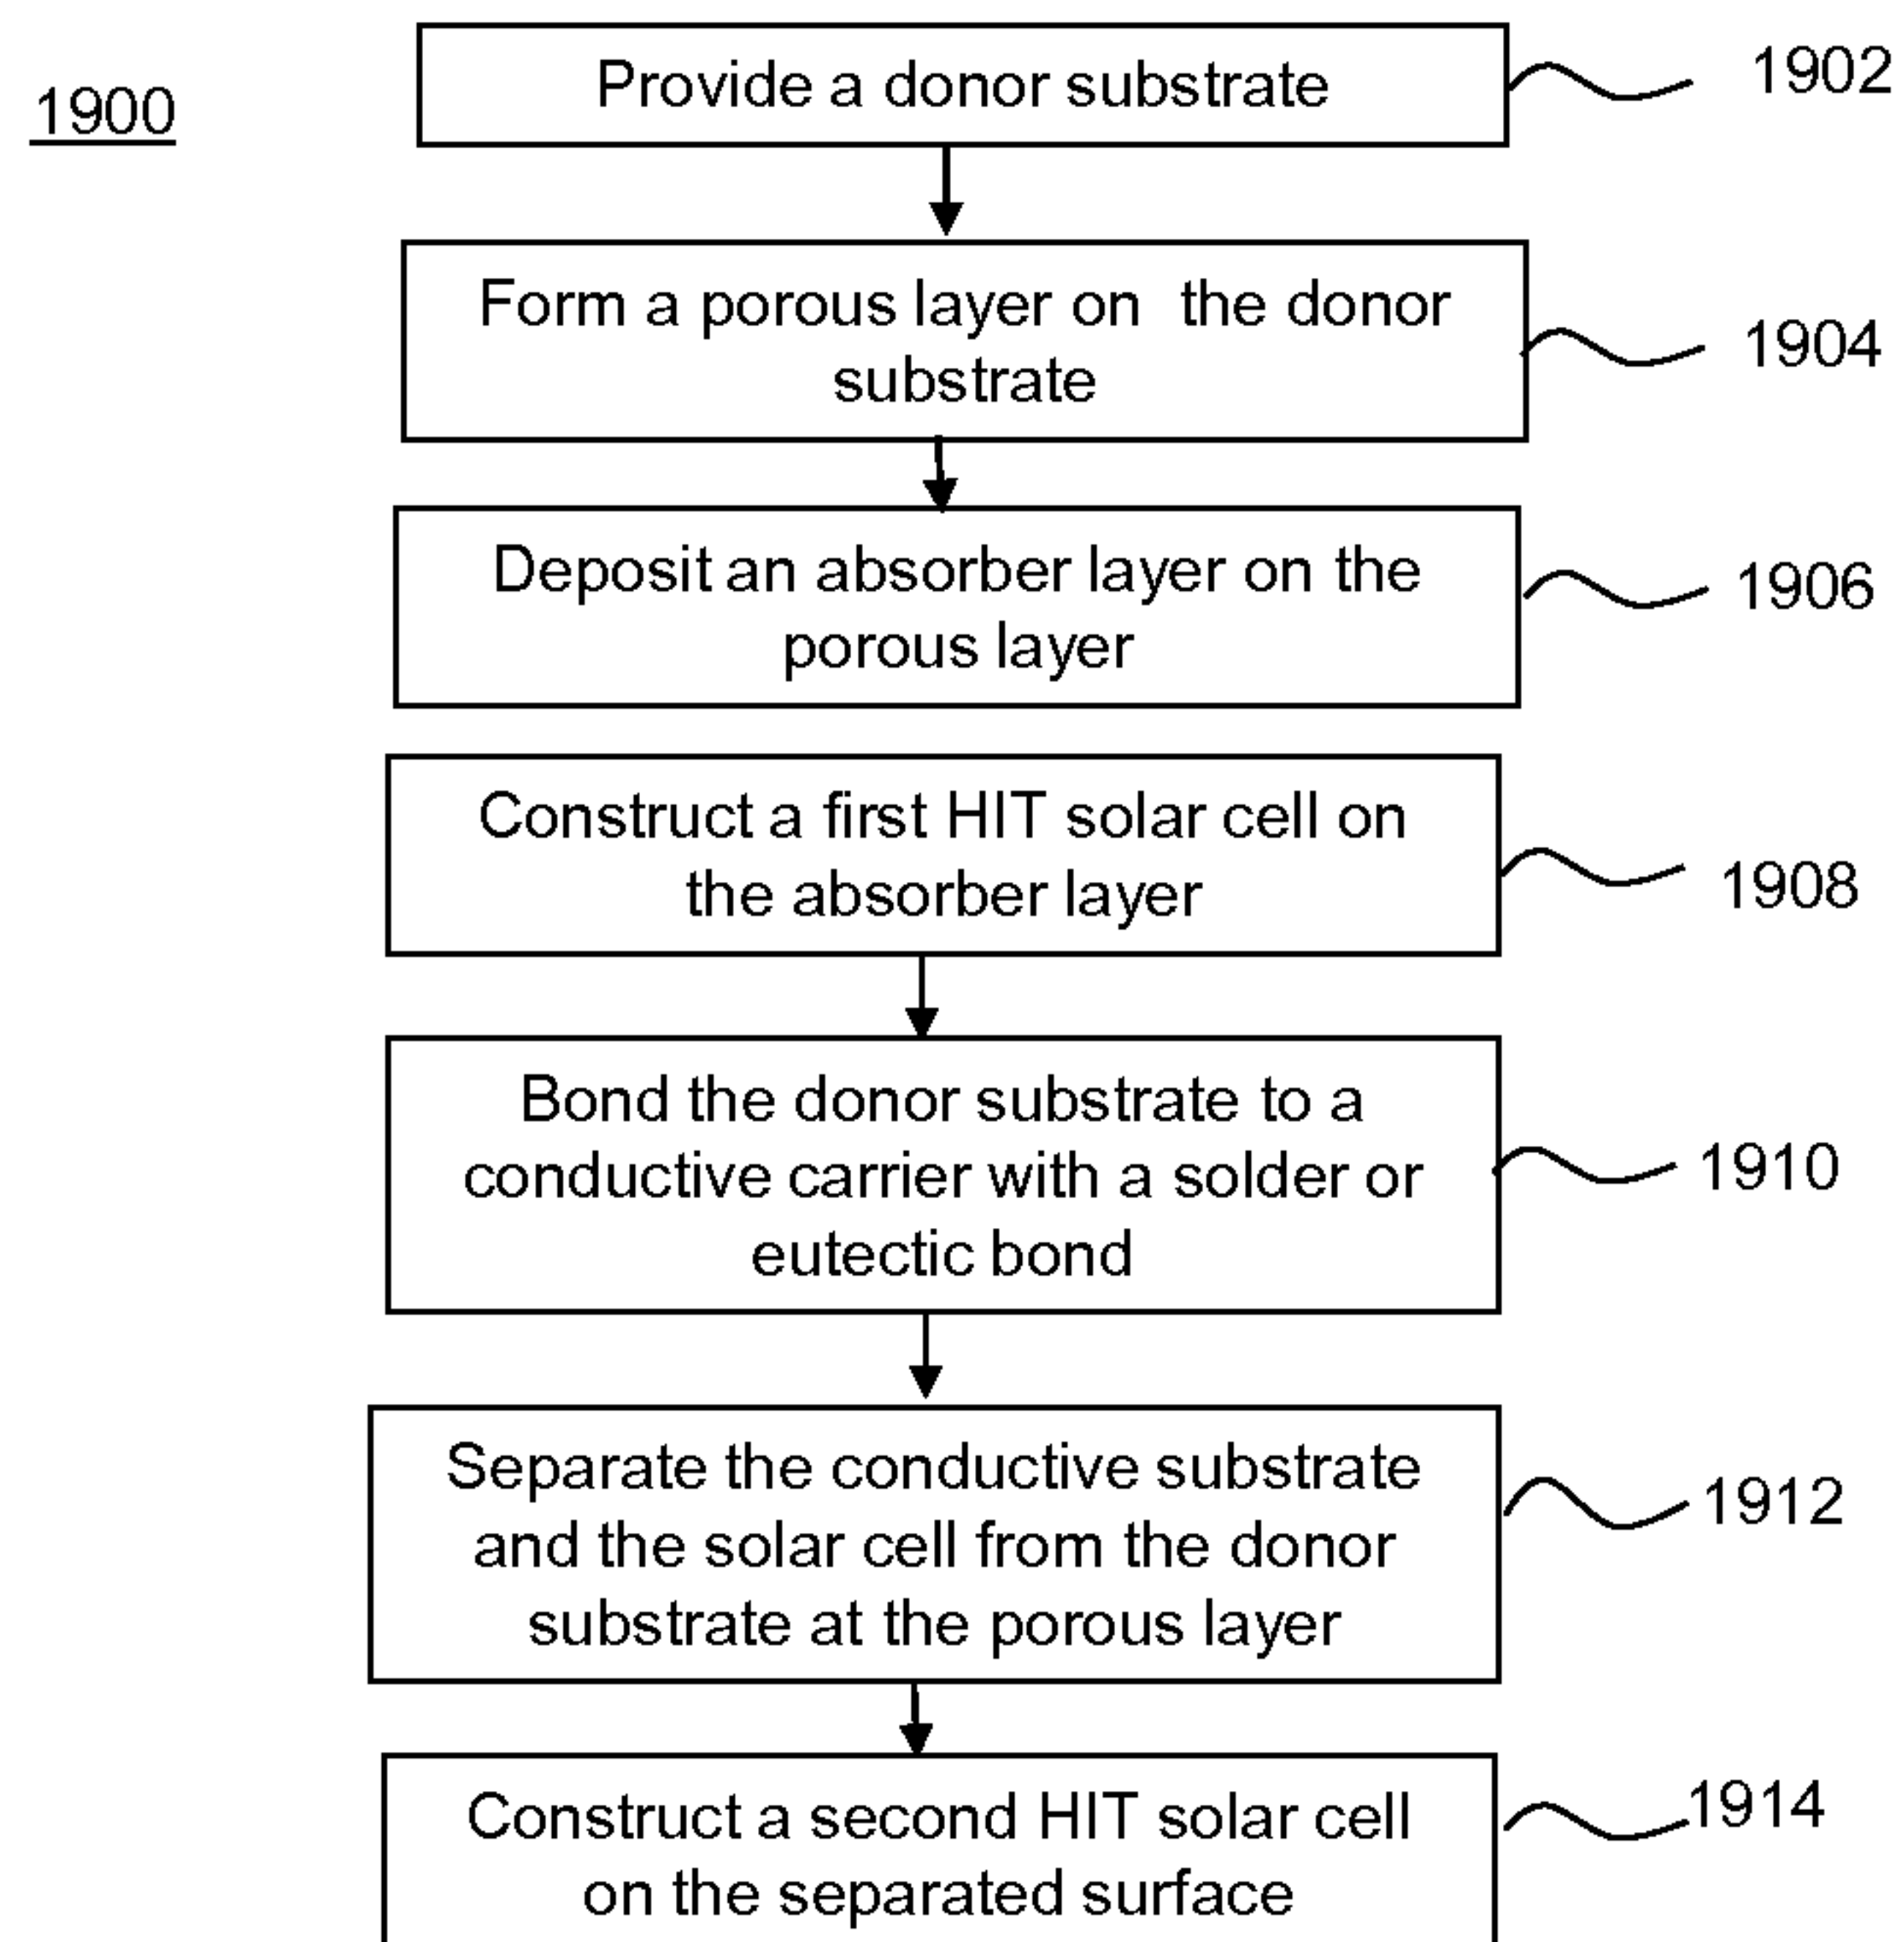 1900
Provide a donor substrate
1902
Form a porous layer on the donor
substrate
1904
Deposit an absorber layer on the
porous layer
1906
Construct a first HIT solar cell on
the absorber layer
1908
Bond the donor substrate to a
conductive carrier with a solder or
eutectic bond
1910
Separate the conductive substrate
and the solar cell from the donor
substrate at the porous layer
1912
Construct a second HIT solar cell
on the separated surface
1914